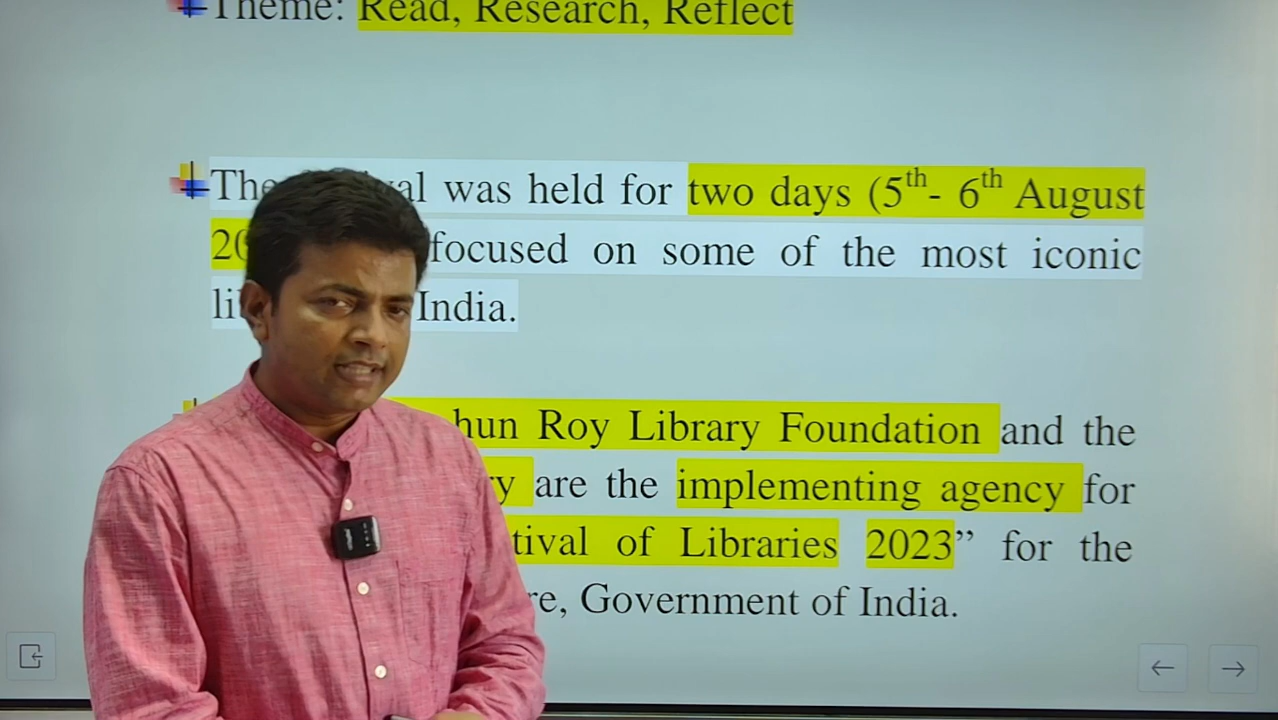 Theme: Read, Research, Reflect
The val was held for two days (5th- 6th August
focused on some of the most iconic
India.
Roy Library Foundation and the
are the implementing agency for
of Libraries 2023” for the
Government of India.